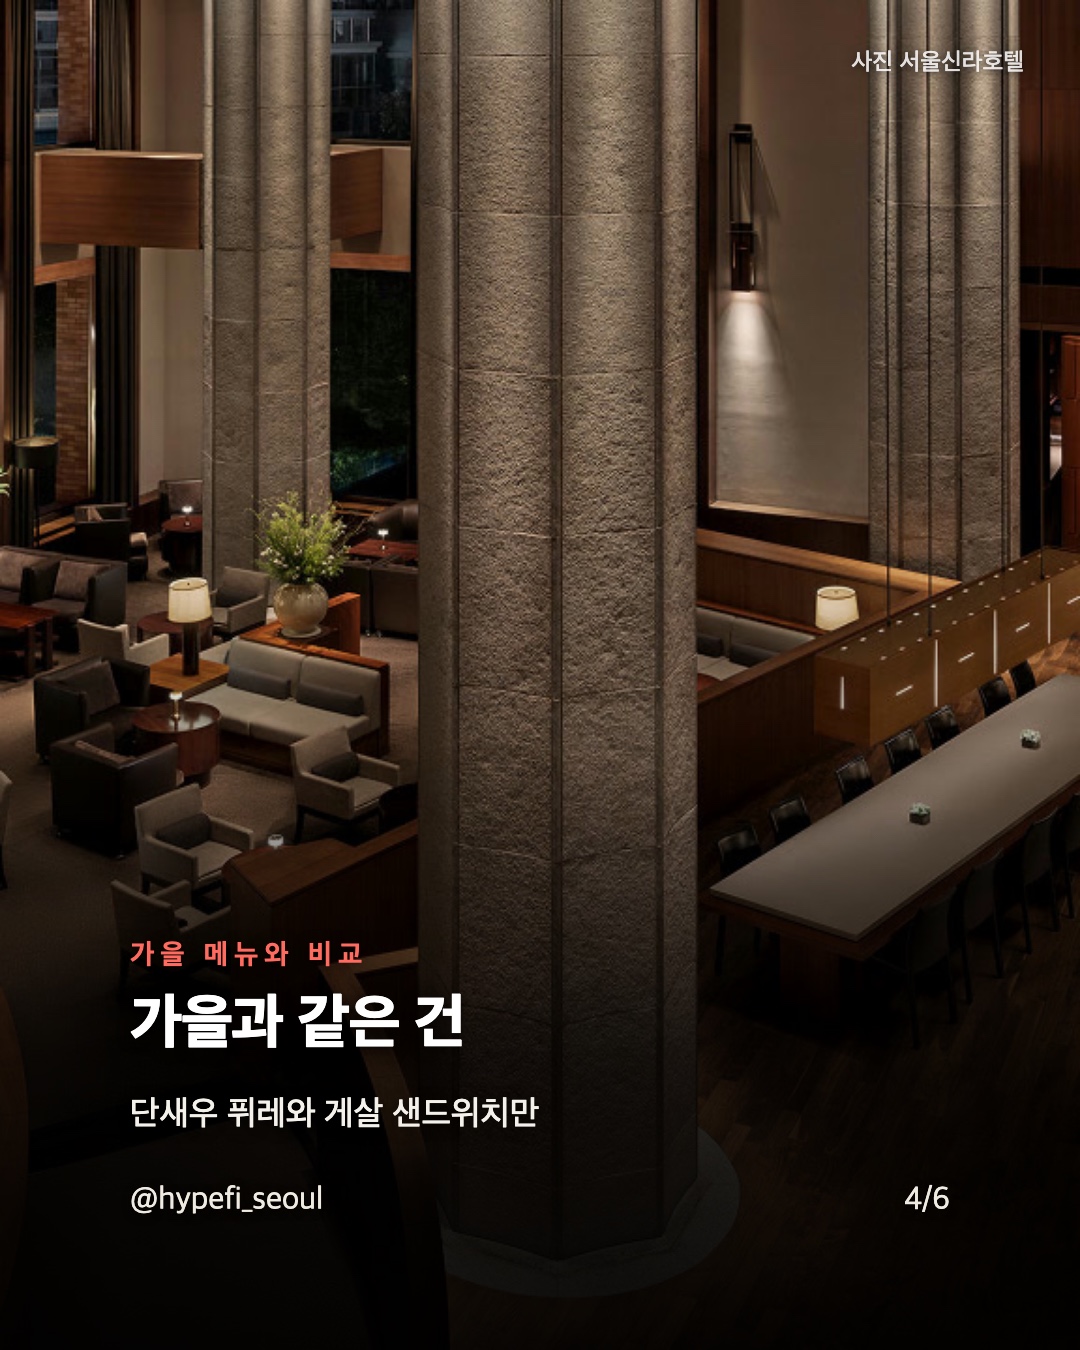 사진 서울신라호텔
가을 메뉴와 비교
가을과 같은 건
단새우 퓌레와 게살 샌드위치만
@hypefi_seoul
4/6